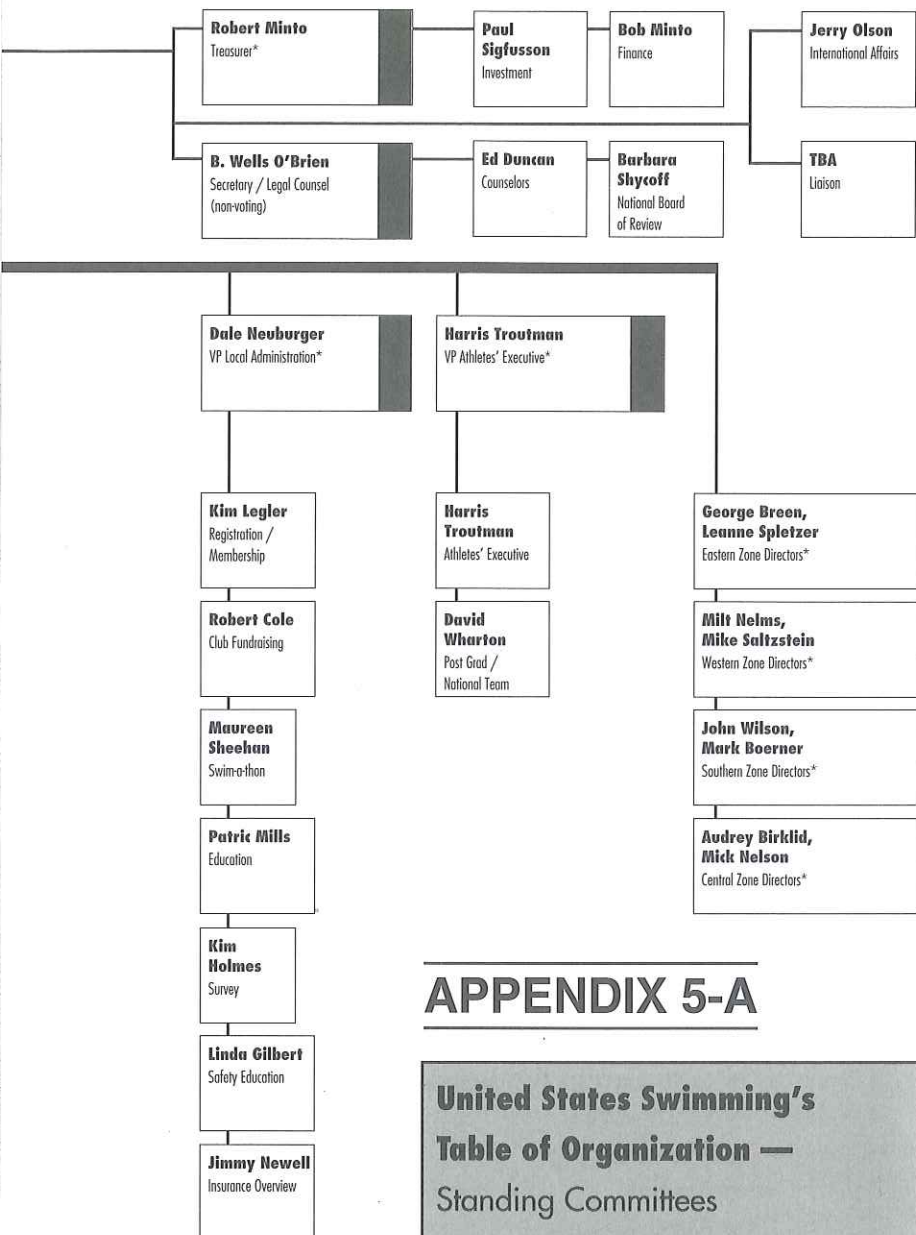 Robert Minto
Treasurer*
Paul
Sigfusson
Investment
Bob Minto
Finance
Jerry Olson
International Affairs
B. Wells O'Brien
Secretary / Legal Counsel
(non-voting)
Ed Duncan
Counselors
Barbara
Shycoff
National Board
of Review
TBA
Liaison
Dale Neuburger
VP Local Administration*
Harris Troutman
VP Athletes' Executive*
Kim Legler
Registration /
Membership
Robert Cole
Club Fundraising
Maureen
Sheehan
Swim-a-thon
Patric Mills
Education
Kim
Holmes
Survey
Linda Gilbert
Safety Education
Jimmy Newell
Insurance Overview
Harris
Troutman
Athletes' Executive
David
Wharton
Post Grad /
National Team
George Breen,
Leanne Spletzer
Eastern Zone Directors*
Milt Nelms,
Mike Saltzstein
Western Zone Directors*
John Wilson,
Mark Boerner
Southern Zone Directors*
Audrey Birklid,
Mick Nelson
Central Zone Directors*
APPENDIX 5-A
United States Swimming's
Table of Organization —
Standing Committees